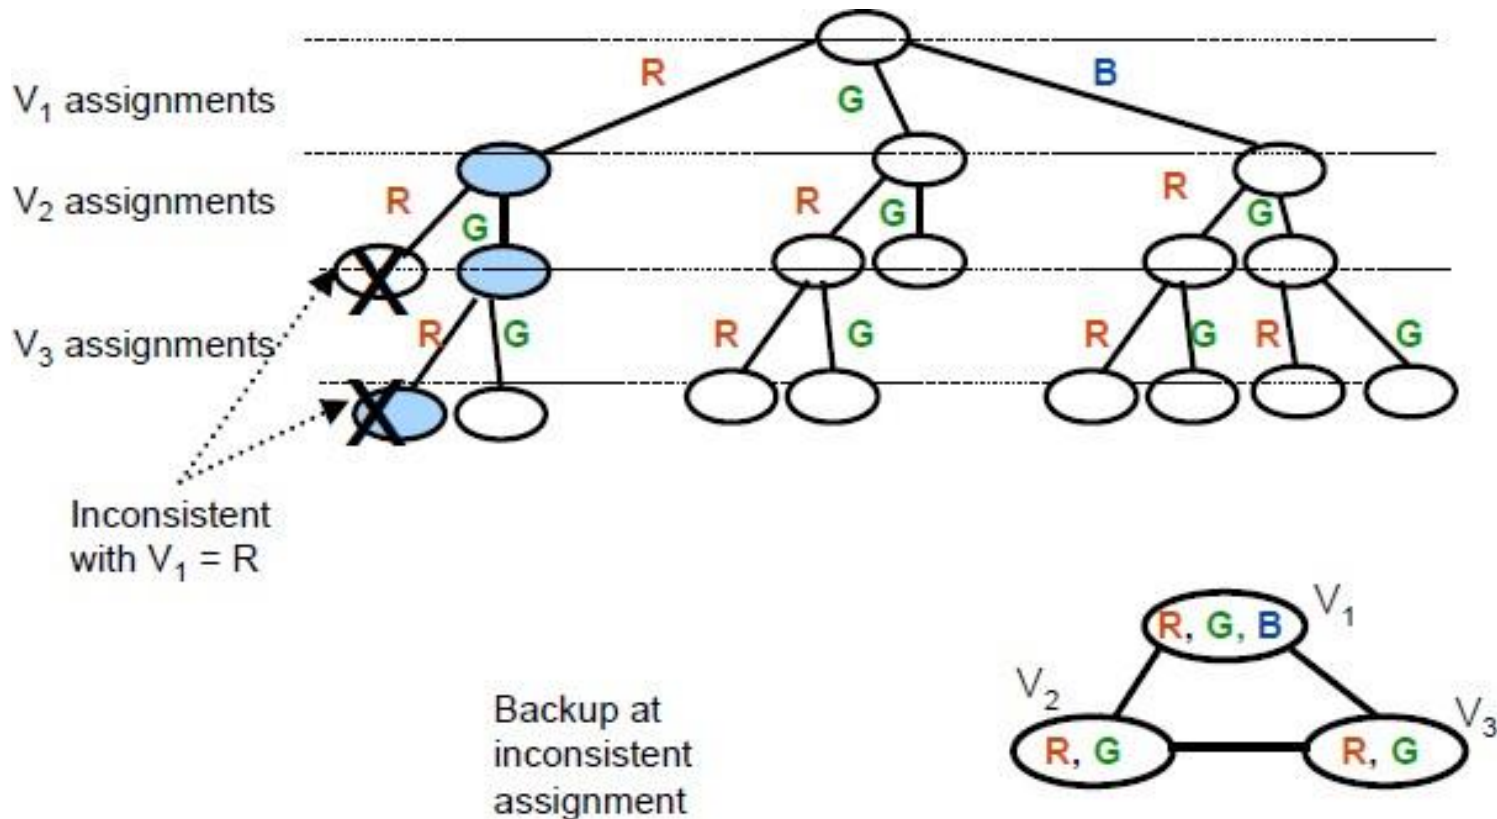 R
G
B
V₁ assignments
R
G
R
G
R
G
V₂ assignments
X
R
G
R
G
R
G
R
G
V₃ assignments
X
Inconsistent
with V₁ = R
R, G, B
V₁
V₂
V₃
R, G
R, G
Backup at
inconsistent
assignment